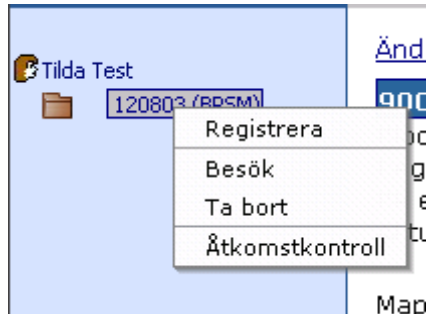 Tilda Test
120803 (BPSM)
Registrera
Besök
Ta bort
Åtkomstkontroll
Änd
900
Map